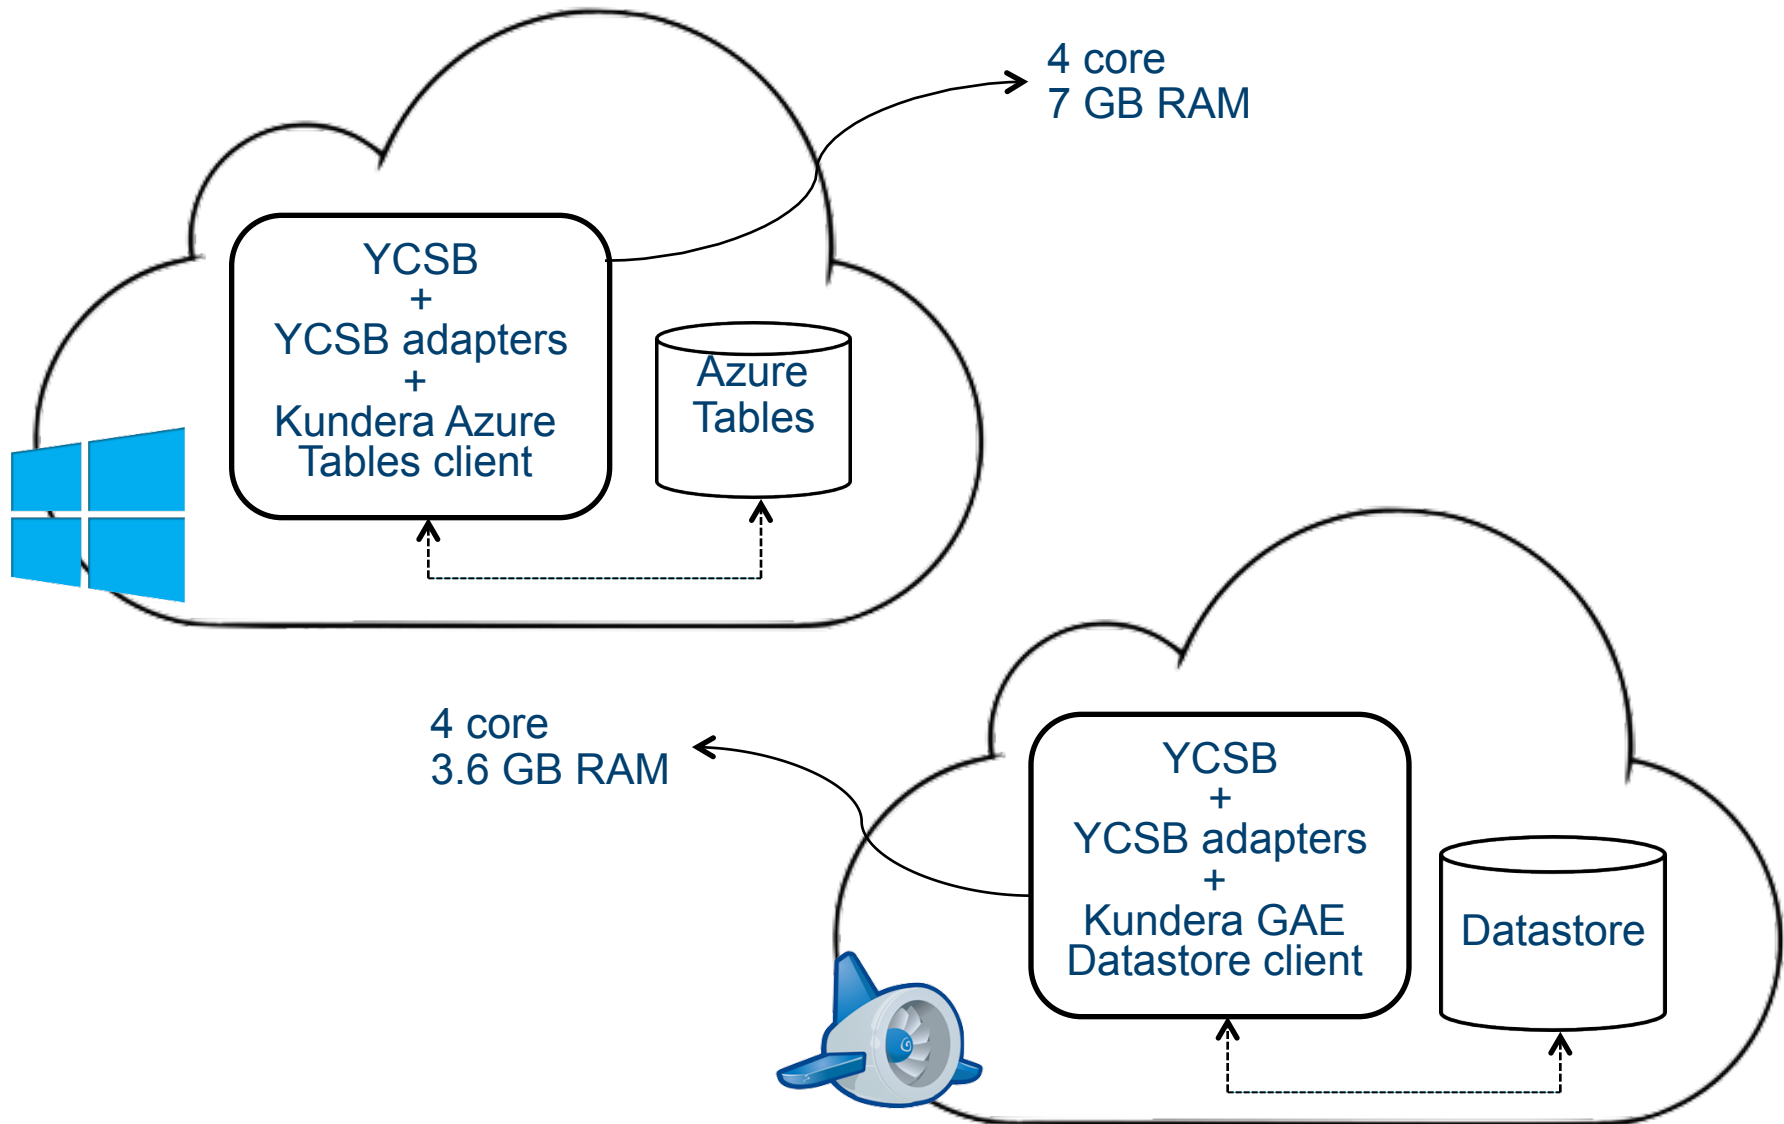 4 core
7 GB RAM
YCSB
+
YCSB adapters
+
Kundera Azure
Tables client
Azure
Tables
4 core
3.6 GB RAM
YCSB
+
YCSB adapters
+
Kundera GAE
Datastore client
Datastore